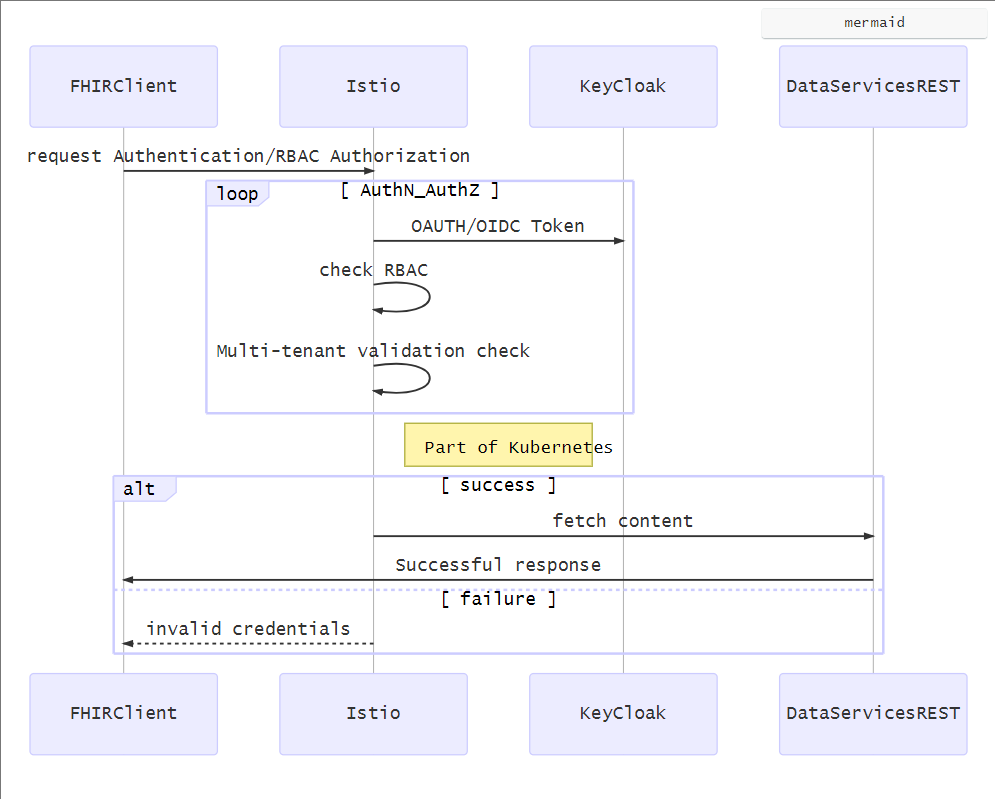 mermaid
FHIRClient
Istio
KeyCloak
DataServicesREST
request Authentication/RBAC Authorization
loop
[ AuthN_AuthZ ]
OAUTH/OIDC Token
check RBAC
Multi-tenant validation check
Part of Kubernetes
alt
[ success ]
fetch content
Successful response
[ failure ]
invalid credentials
FHIRClient
Istio
KeyCloak
DataServicesREST